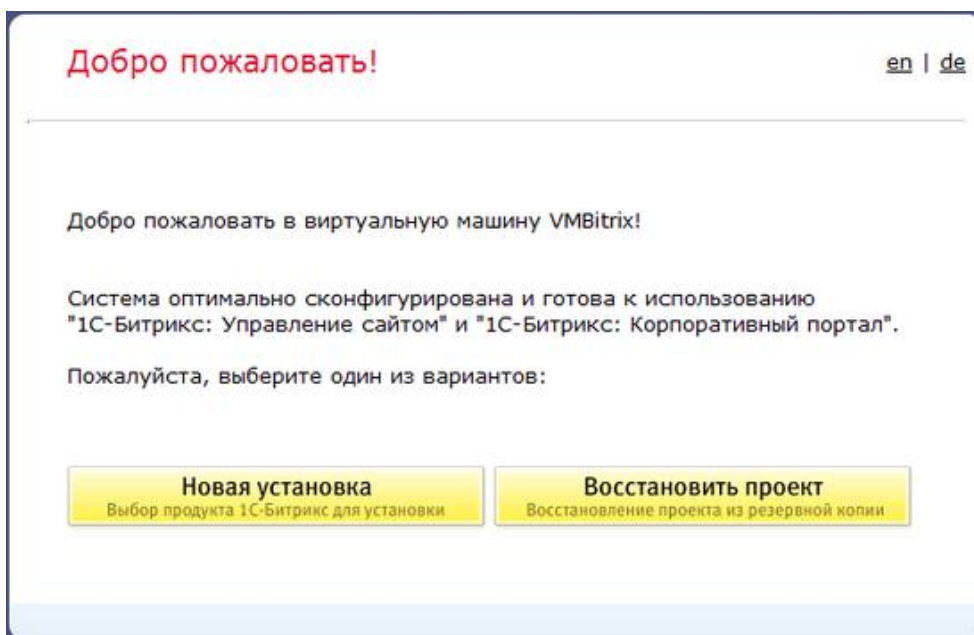 Добро пожаловать!
en | de
Добро пожаловать в виртуальную машину VMBitrix!
Система оптимально сконфигурирована и готова к использованию
"1С-Битрикс: Управление сайтом" и "1С-Битрикс: Корпоративный портал".
Пожалуйста, выберите один из вариантов:
Новая установка
Выбор продукта 1С-Битрикс для установки
Восстановить проект
Восстановление проекта из резервной копии